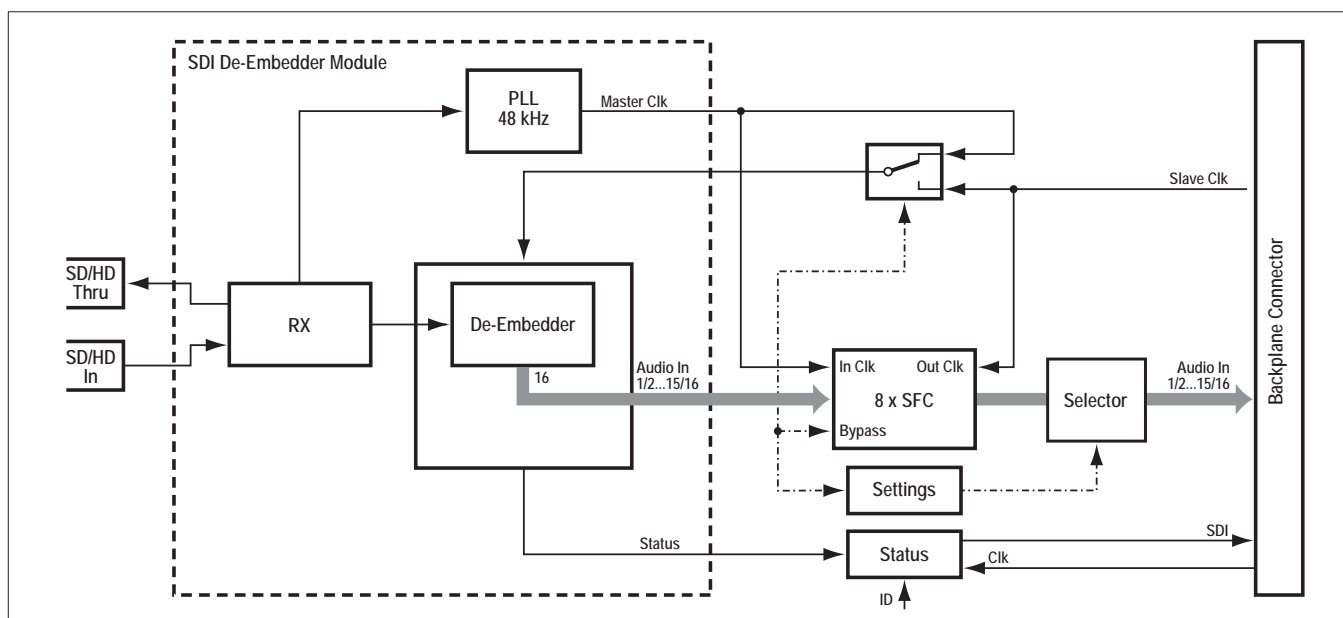 SDI De-Embedder Module
PLL
48 kHz
Master Clk
Slave Clk
SD/HD
Thru
SD/HD
In
RX
De-Embedder
16
Audio In
1/2...15/16
In Clk
Out Clk
8 x SFC
Bypass
Selector
Audio In
1/2...15/16
Settings
Status
Status
SDI
Clk
ID
Backplane Connector